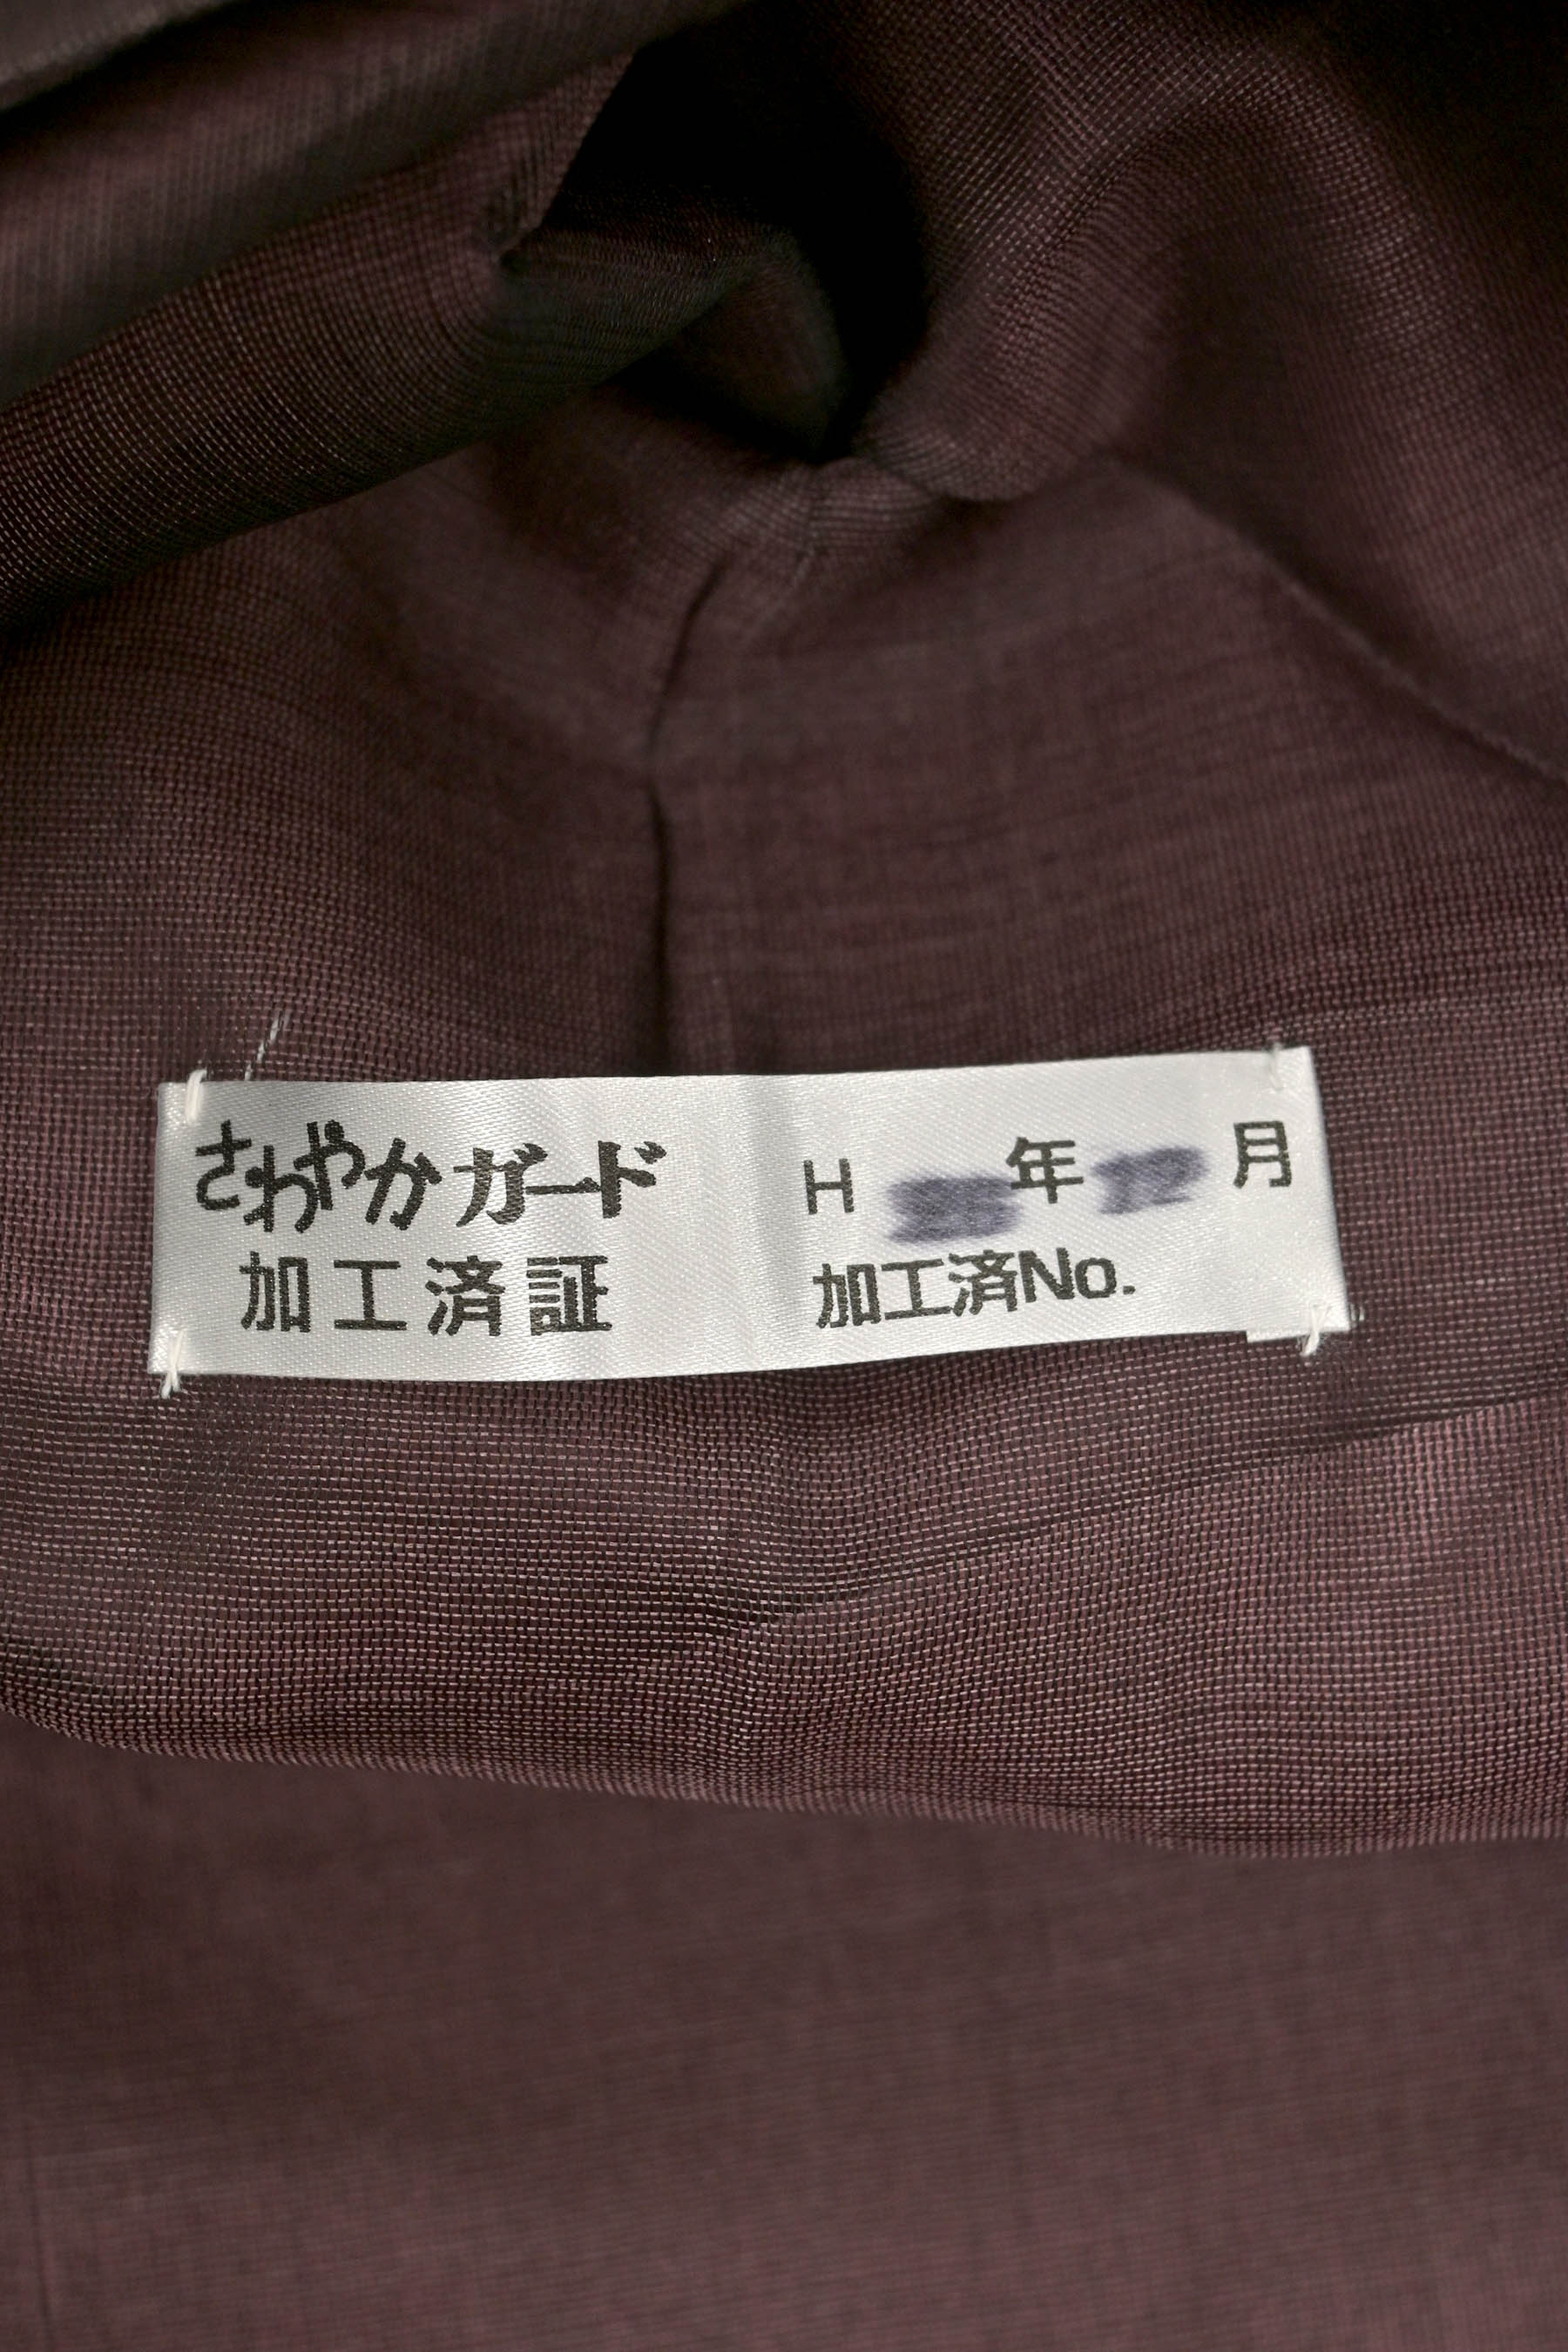 さわやかガード
加工済証
H 年 月
加工済No.